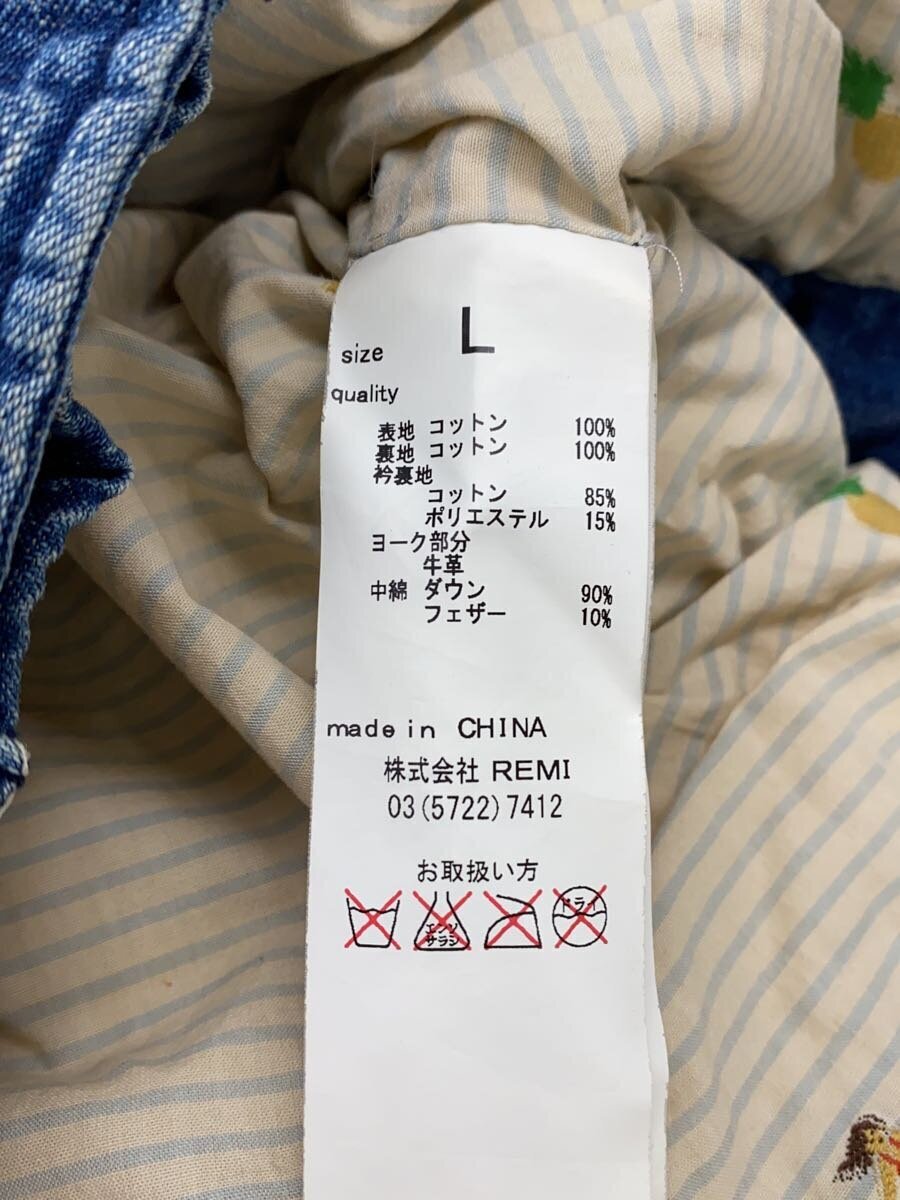 L
size
quality
表地 コットン 100%
裏地 コットン 100%
衿裏地
コットン 85%
ポリエステル 15%
ヨーク部分
牛革
中綿 ダウン 90%
フェザー 10%
made in CHINA
株式会社 REMI
03(5722)7412
お取扱い方
エンソ
サラシ
ドライ